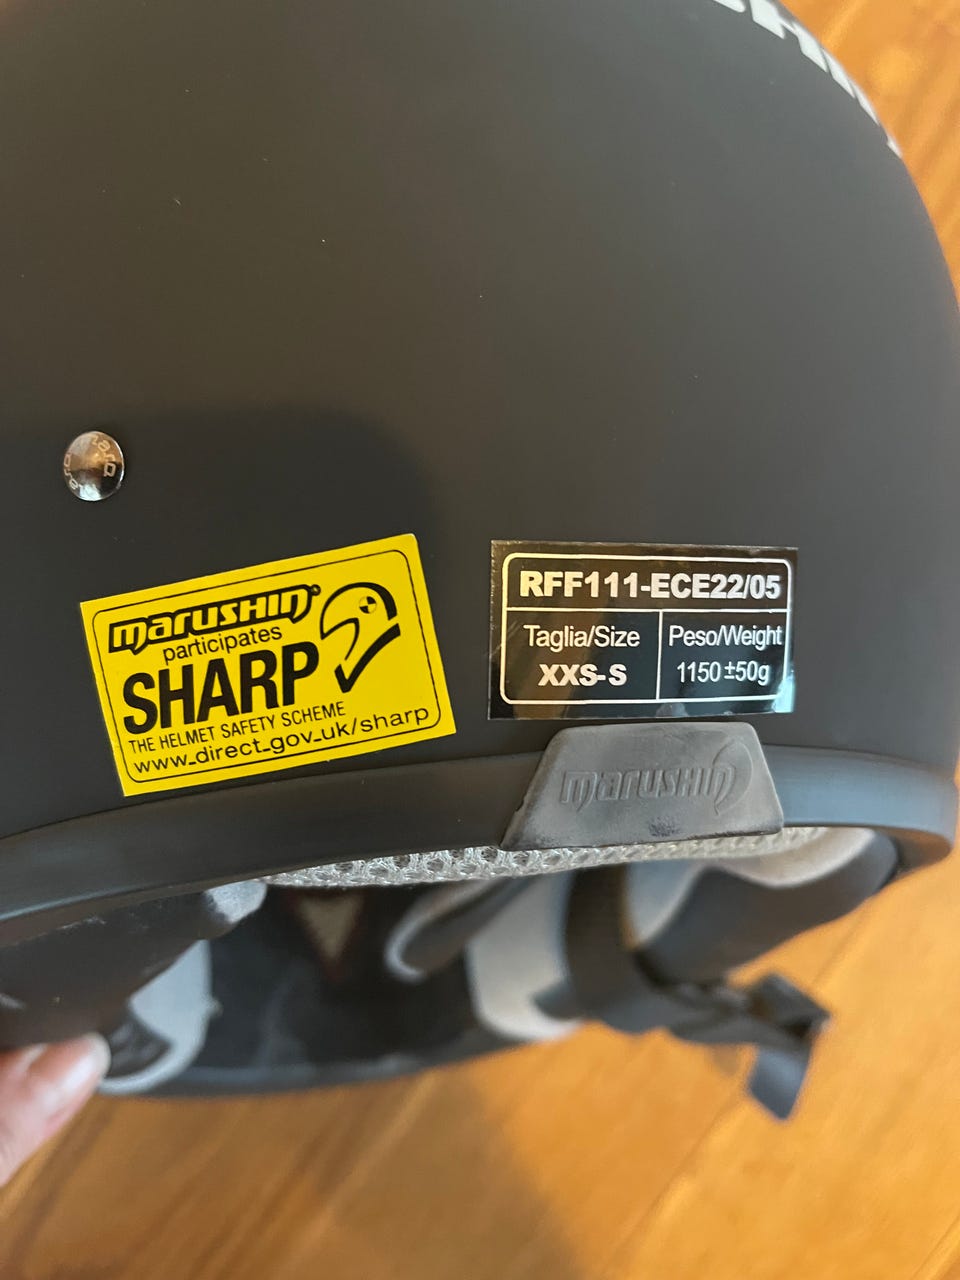 marushin®
participates
SHARP
THE HELMET SAFETY SCHEME
www.direct.gov.uk/sharp
RFF111-ECE22/05
Taglia/Size
Peso/Weight
XXS-S
1150±50g
marushin